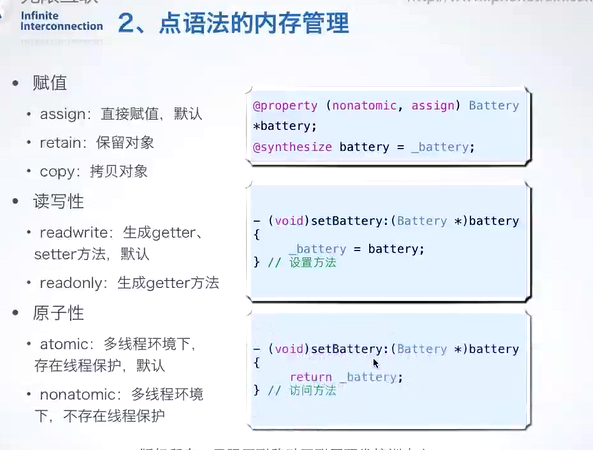 Infinite
Interconnection
2、点语法的内存管理
• 赋值
• assign：直接赋值，默认
• retain：保留对象
• copy：拷贝对象
• 读写性
• readwrite：生成getter、
setter方法，默认
• readonly：生成getter方法
• 原子性
• atomic：多线程环境下，
存在线程保护，默认
• nonatomic：多线程环境
下，不存在线程保护
@property (nonatomic, assign) Battery
*battery;
@synthesize battery = _battery;
- (void)setBattery:(Battery *)battery
{
_battery = battery;
} // 设置方法
- (void)setBattery:(Battery *)battery
{
return _battery;
} // 访问方法